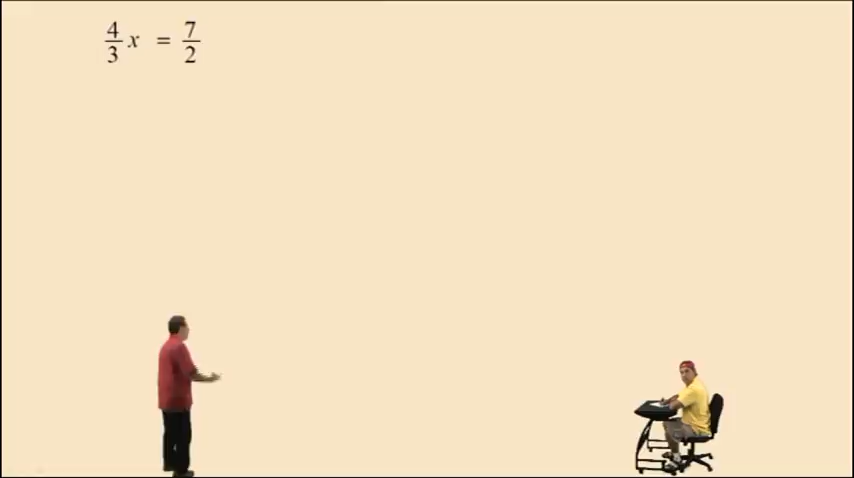 4/3 x = 7/2